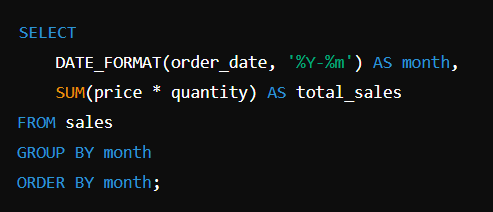 SELECT
DATE_FORMAT(order_date, '%Y-%m') AS month,
SUM(price * quantity) AS total_sales
FROM sales
GROUP BY month
ORDER BY month;